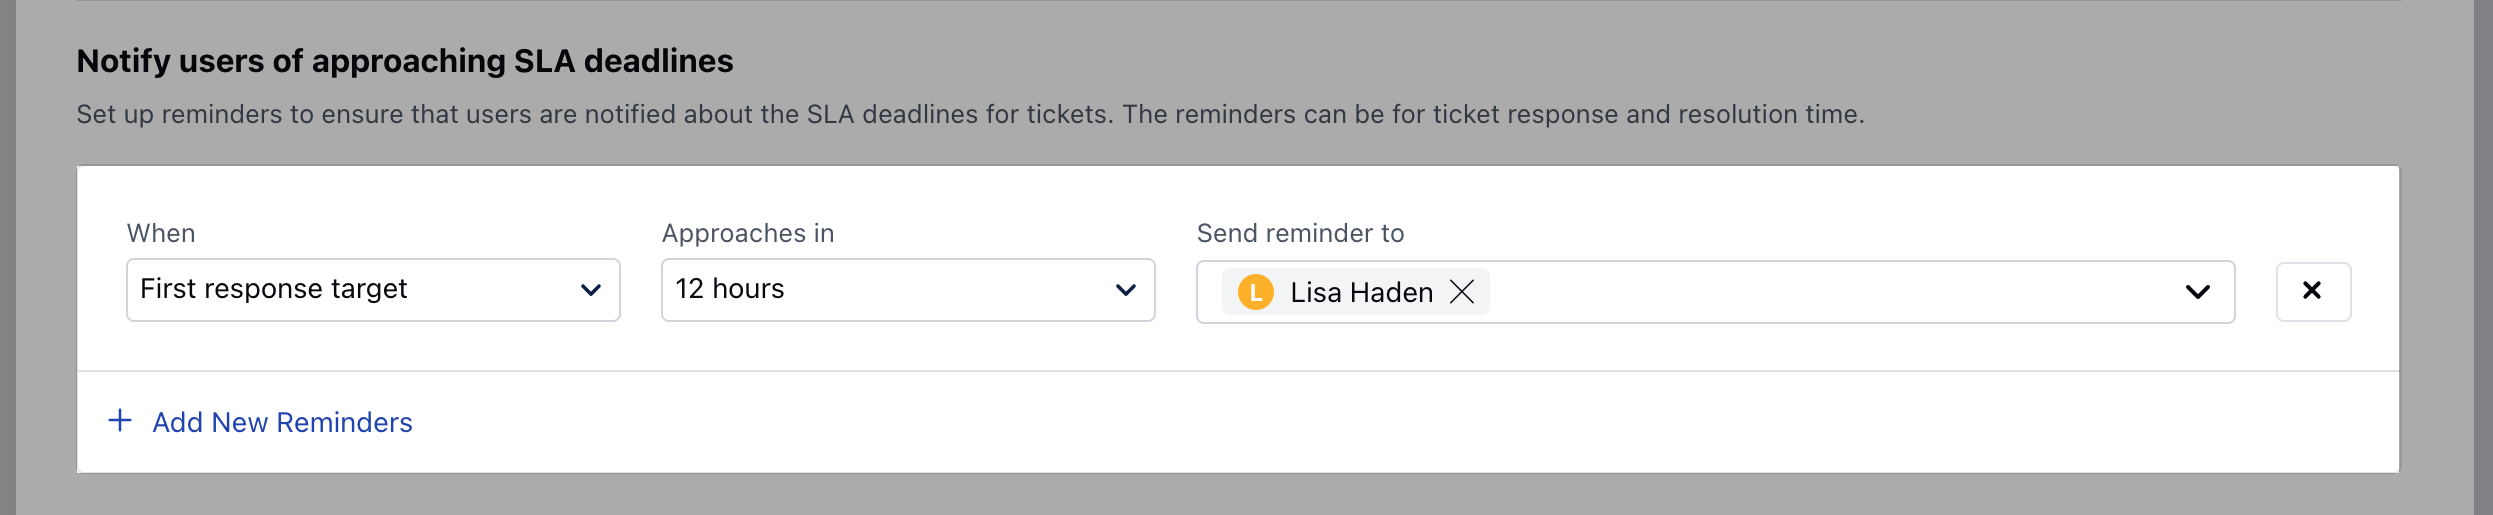 Notify users of approaching SLA deadlines
Set up reminders to ensure that users are notified about the SLA deadlines for tickets. The reminders can be for ticket response and resolution time.
When
Approaches in
Send reminder to
First response target
12 hours
L Lisa Haden
Add New Reminders